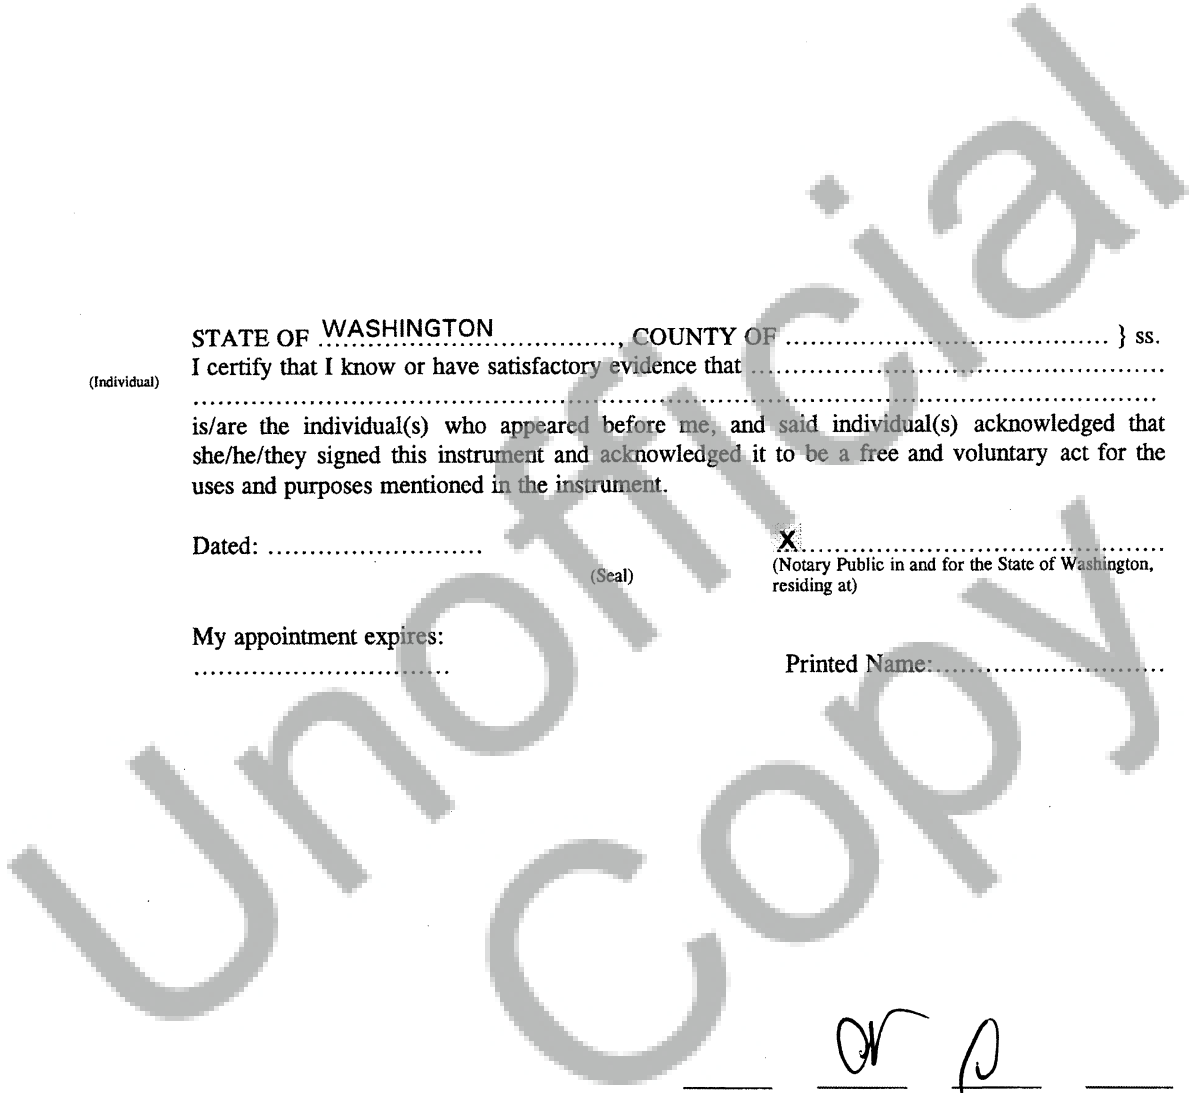 STATE OF WASHINGTON ............................, COUNTY OF .................................... } ss.
(Individual) I certify that I know or have satisfactory evidence that ..............................................
................................................................................................................
is/are the individual(s) who appeared before me, and said individual(s) acknowledged that
she/he/they signed this instrument and acknowledged it to be a free and voluntary act for the
uses and purposes mentioned in the instrument.
Dated: ........................ X........................................
(Seal) (Notary Public in and for the State of Washington,
residing at)
My appointment expires:
............................. Printed Name:..........................
Unofficial
Copy